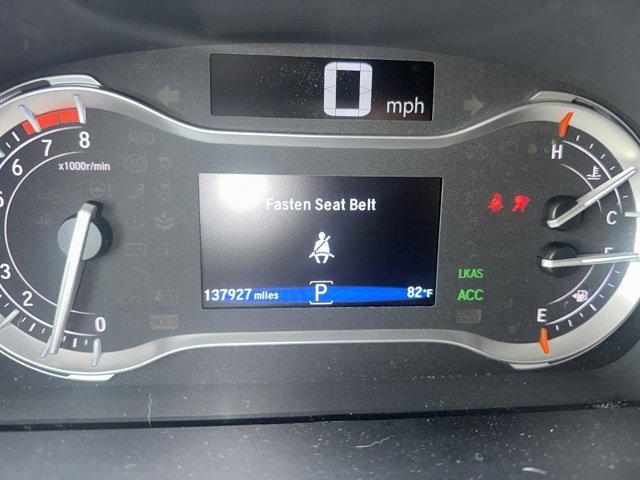 0 mph
8
7
6
5
x1000r/min
3
2
0
Fasten Seat Belt
137927 miles P 82°F
LKAS
ACC
HOLD
H
C
F
E